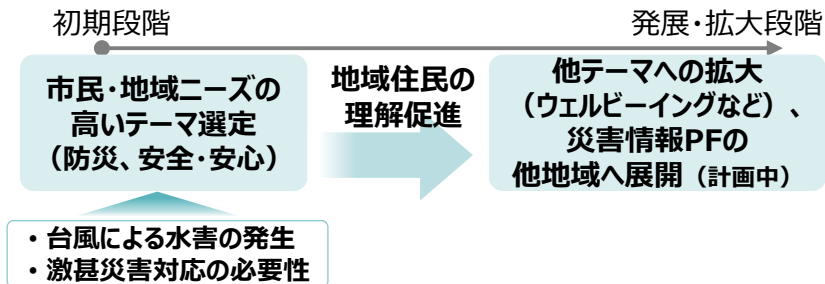 初期段階
発展・拡大段階
市民・地域ニーズの
高いテーマ選定
（防災、安全・安心）
地域住民の
理解促進
他テーマへの拡大
（ウェルビーイングなど）、
災害情報PFの
他地域へ展開（計画中）
・台風による水害の発生
・激甚災害対応の必要性